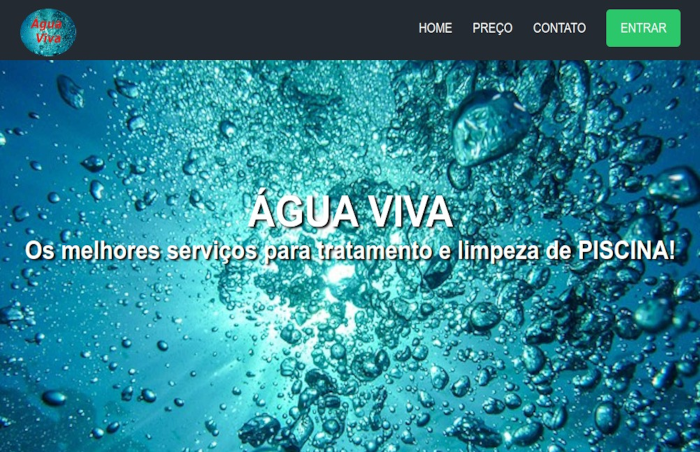 Água
Viva
HOME PREÇO CONTATO ENTRAR
ÁGUA VIVA
Os melhores serviços para tratamento e limpeza de PISCINA!